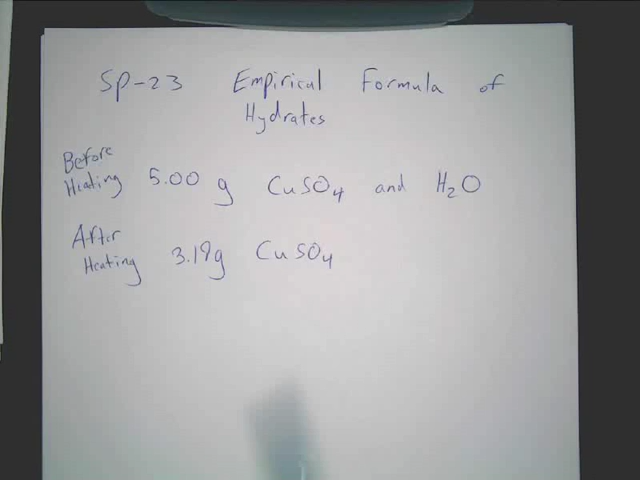 SP-23 Empirical Formula of
Hydrates
Before
Heating 5.00 g CuSO4 and H2O
After
Heating 3.19g CuSO4